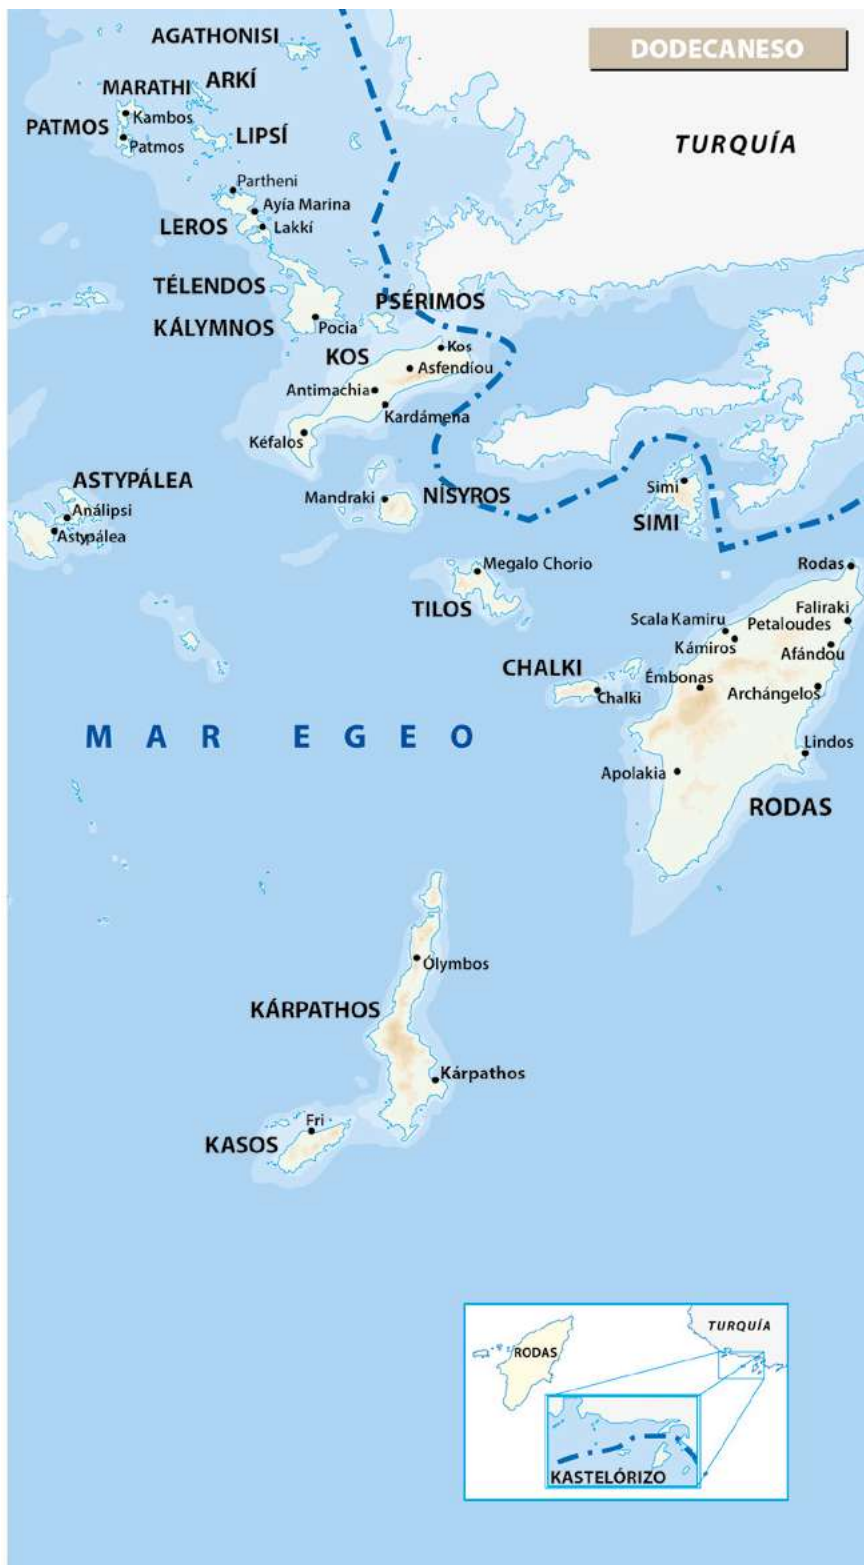 DODECANESO
AGATHONISI
TURQUÍA
MARATHI
ARKÍ
PATMOS
Kambos
Patmos
LIPSÍ
Partheni
Ayía Marina
LEROS
Lakkí
TÉLENDOS
PSÉRIMOS
KÁLYMNOS
Pocia
KOS
Kos
Asfendíou
Antimachia
Kardámena
Kéfalos
ASTYPÁLEA
Análipsi
Astypálea
Mandraki
NÍSYROS
Simi
SIMI
Megalo Chorio
TILOS
Rodas
Faliraki
Scala Kamiru
Petaloudes
Kámiros
Afándou
CHALKI
Chalki
Émbonas
Archángelos
MAR EGEO
Lindos
Apolakia
RODAS
Ólymbos
KÁRPATHOS
Kárpathos
Fri
KASOS
TURQUÍA
RODAS
KASTELÓRIZO